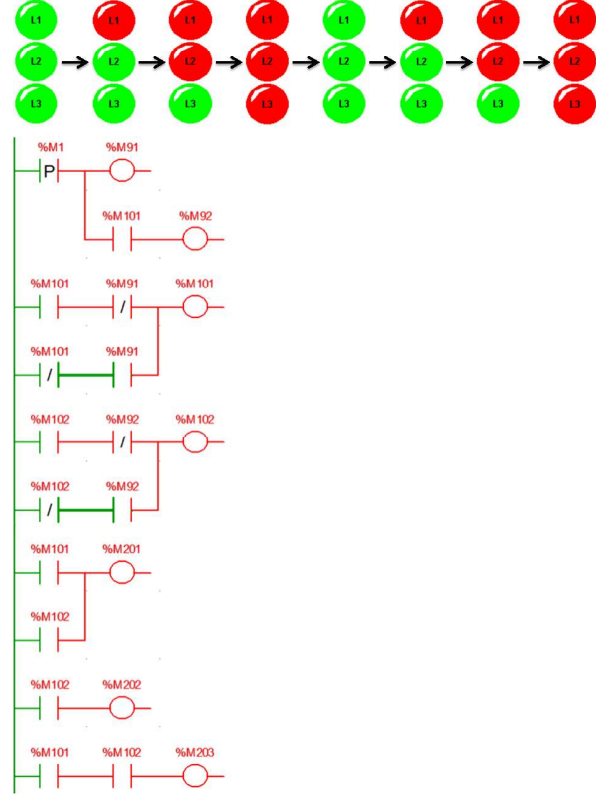 L1 L1 L1 L1 L1 L1 L1 L1
L2 L2 L2 L2 L2 L2 L2 L2
L3 L3 L3 L3 L3 L3 L3 L3
%M1 %M91
P
%M101 %M92
%M101 %M91 %M101
/
%M101 %M91
/
%M102 %M92 %M102
/
%M102 %M92
/
%M101 %M201
%M102
%M102 %M202
%M101 %M102 %M203